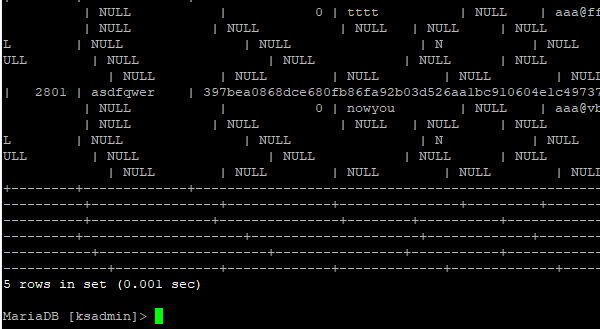 | NULL | 0 | tttt | NULL | aaa@ff
| NULL | NULL | NULL | NULL | N
L | NULL | NULL | N | NULL
ULL | NULL | NULL | NULL | NULL
| NULL | NULL | NULL | NULL
| 2801 | asdfqwer | 397bea0868dce680fb86fa92b03d526aa1bc910604e1c49737
| NULL | 0 | nowyou | NULL | aaa@vb
| NULL | NULL | NULL | NULL | N
L | NULL | NULL | N | NULL
ULL | NULL | NULL | NULL | NULL
| NULL | NULL | NULL | NULL | NULL
5 rows in set (0.001 sec)
MariaDB [ksadmin]>